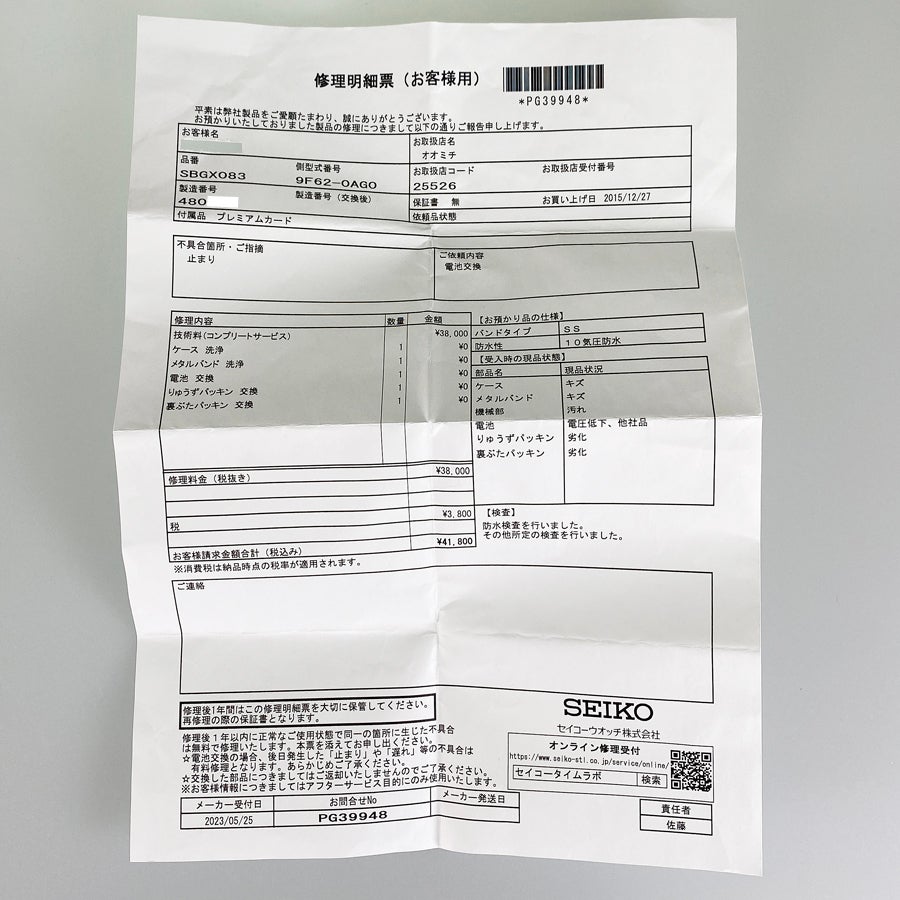 修理明細票（お客様用）
*PG39948*
平素は弊社製品をご愛顧たまわり、誠にありがとうございます。
お預かりいたしておりました製品の修理につきまして以下の通りご報告申し上げます。
お客様名
お取扱店名
オオミチ
品番
SBGX083
側型式番号
9F62-0AG0
お取扱店コード
25526
お取扱店受付番号
製造番号
480
製造番号（交換後）
保証書 無
お買い上げ日 2015/12/27
付属品 プレミアムカード
依頼品状態
不具合箇所・ご指摘
止まり
ご依頼内容
電池交換
修理内容 数量 金額
技術料(コンプリートサービス) ¥38,000
ケース 洗浄 1 ¥0
メタルバンド 洗浄 1 ¥0
電池 交換 1 ¥0
りゅうずパッキン 交換 1 ¥0
裏ぶたパッキン 交換 1 ¥0
修理料金（税抜き） ¥38,000
税 ¥3,800
お客様請求金額合計（税込み） ¥41,800
※消費税は納品時点の税率が適用されます。
【お預かり品の仕様】
バンドタイプ SS
防水性 10気圧防水
【受入時の現品状態】
部品名 現品状況
ケース キズ
メタルバンド キズ
機械部 汚れ
電池 電圧低下、他社品
りゅうずパッキン 劣化
裏ぶたパッキン 劣化
【検査】
防水検査を行いました。
その他所定の検査を行いました。
ご連絡
修理後1年間はこの修理明細票を大切に保管してください。
再修理の際の保証書となります。
修理後１年以内に正常なご使用状態で同一の箇所に生じた不具合
は無料で修理いたします。本票を添えてお申し出ください。
☆電池交換の場合、後日発生した「止まり」や「遅れ」等の不具合は
有料修理となります。あらかじめご了承ください。
☆交換した部品につきましてはご返却いたしませんのでご了承ください。
※お客様情報につきましてはアフターサービス目的にのみ使用いたします。
メーカー受付日 お問合せNo メーカー発送日
2023/05/25 PG39948
SEIKO
セイコーウオッチ株式会社
オンライン修理受付
https://www.seiko-stl.co.jp/service/online/
セイコータイムラボ 検索
責任者
佐藤